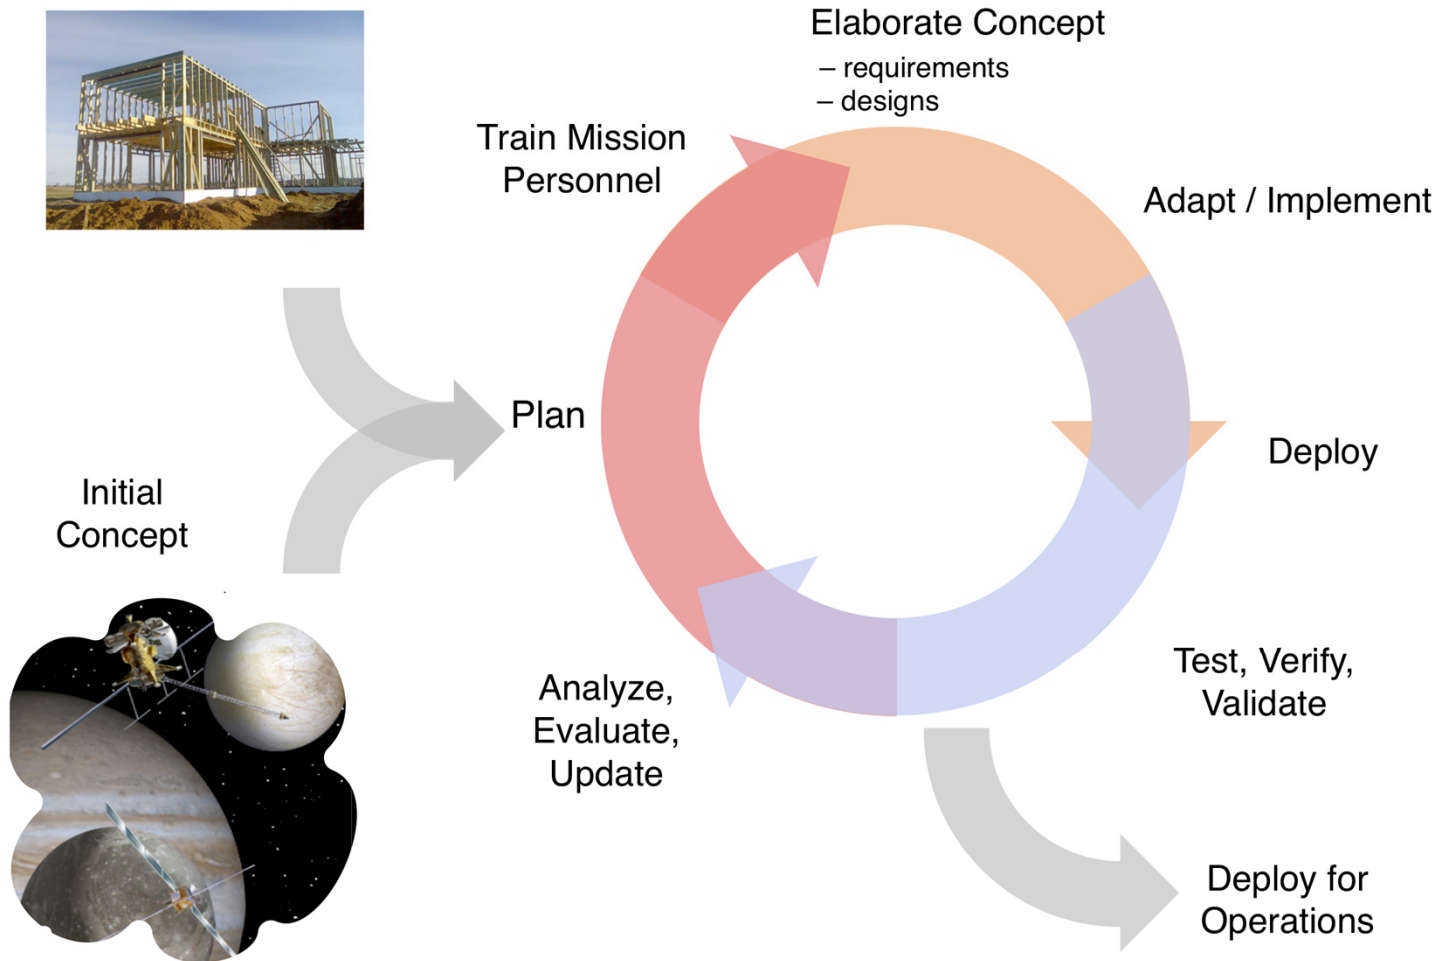 Elaborate Concept
– requirements
– designs
Train Mission
Personnel
Adapt / Implement
Plan
Deploy
Initial
Concept
Test, Verify,
Validate
Analyze,
Evaluate,
Update
Deploy for
Operations